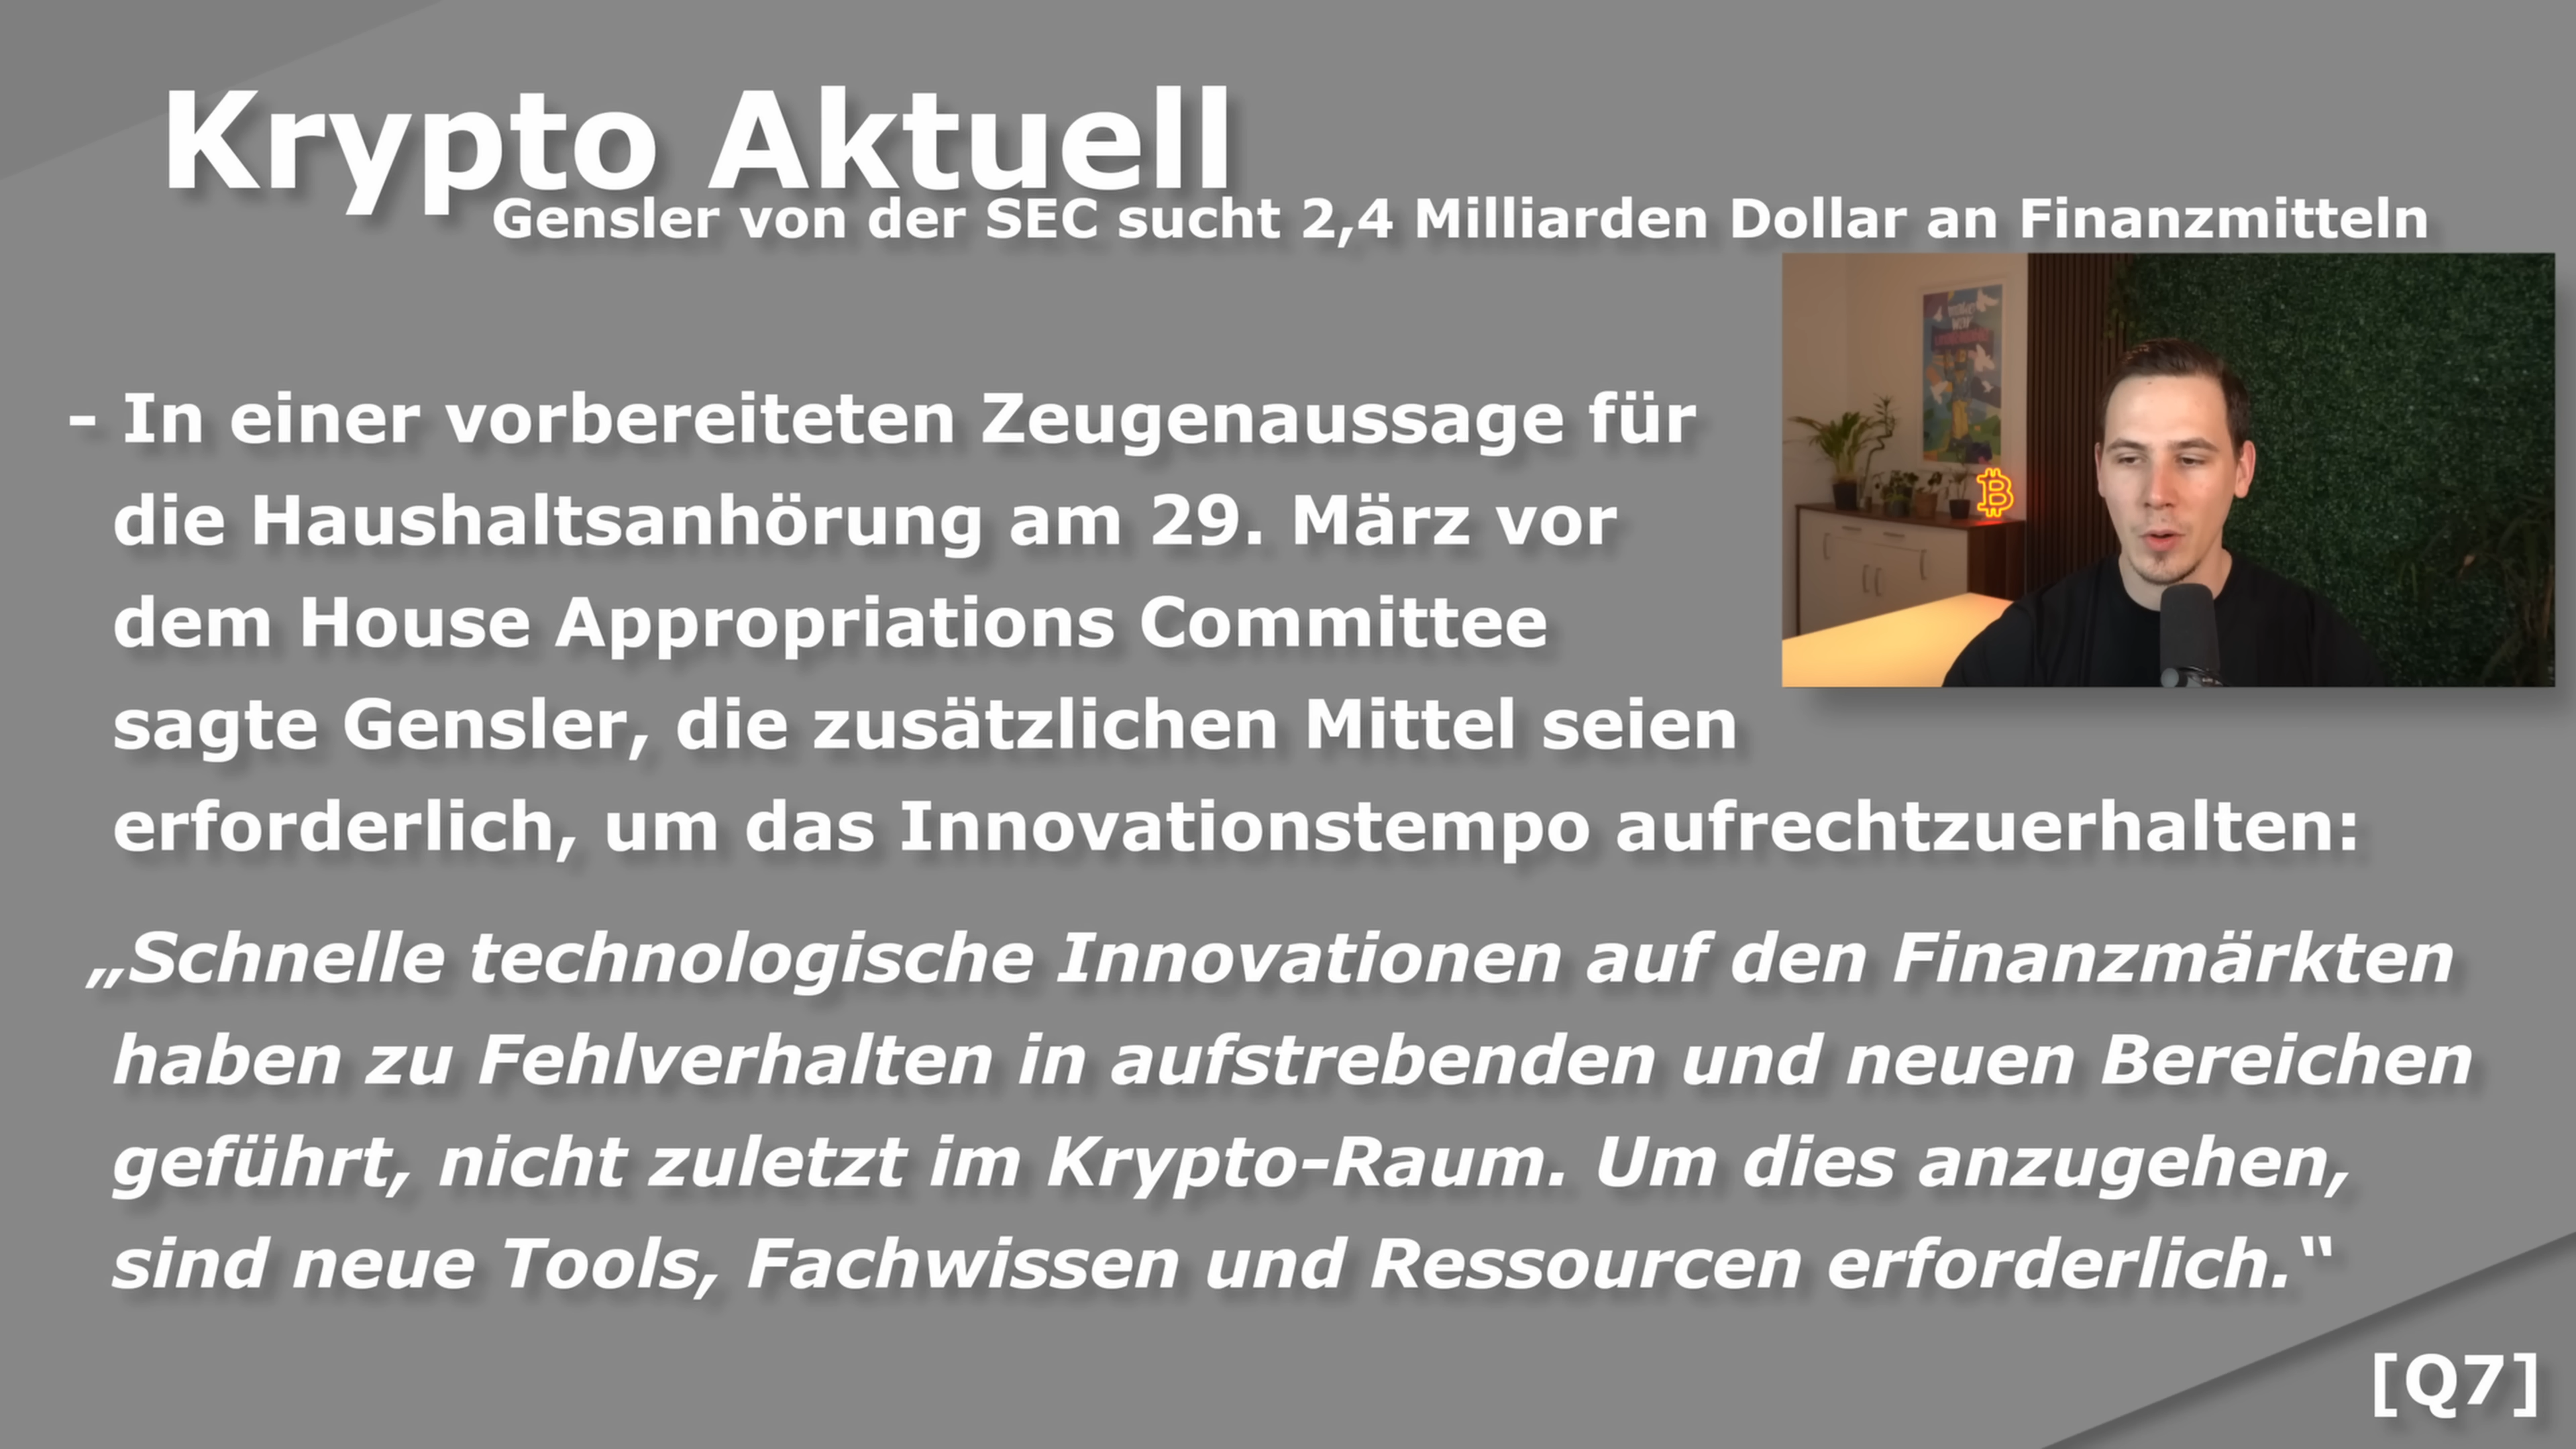 Krypto Aktuell
Gensler von der SEC sucht 2,4 Milliarden Dollar an Finanzmitteln
- In einer vorbereiteten Zeugenaussage für
die Haushaltsanhörung am 29. März vor
dem House Appropriations Committee
sagte Gensler, die zusätzlichen Mittel seien
erforderlich, um das Innovationstempo aufrechtzuerhalten:
„Schnelle technologische Innovationen auf den Finanzmärkten
haben zu Fehlverhalten in aufstrebenden und neuen Bereichen
geführt, nicht zuletzt im Krypto-Raum. Um dies anzugehen,
sind neue Tools, Fachwissen und Ressourcen erforderlich.“
[Q7]